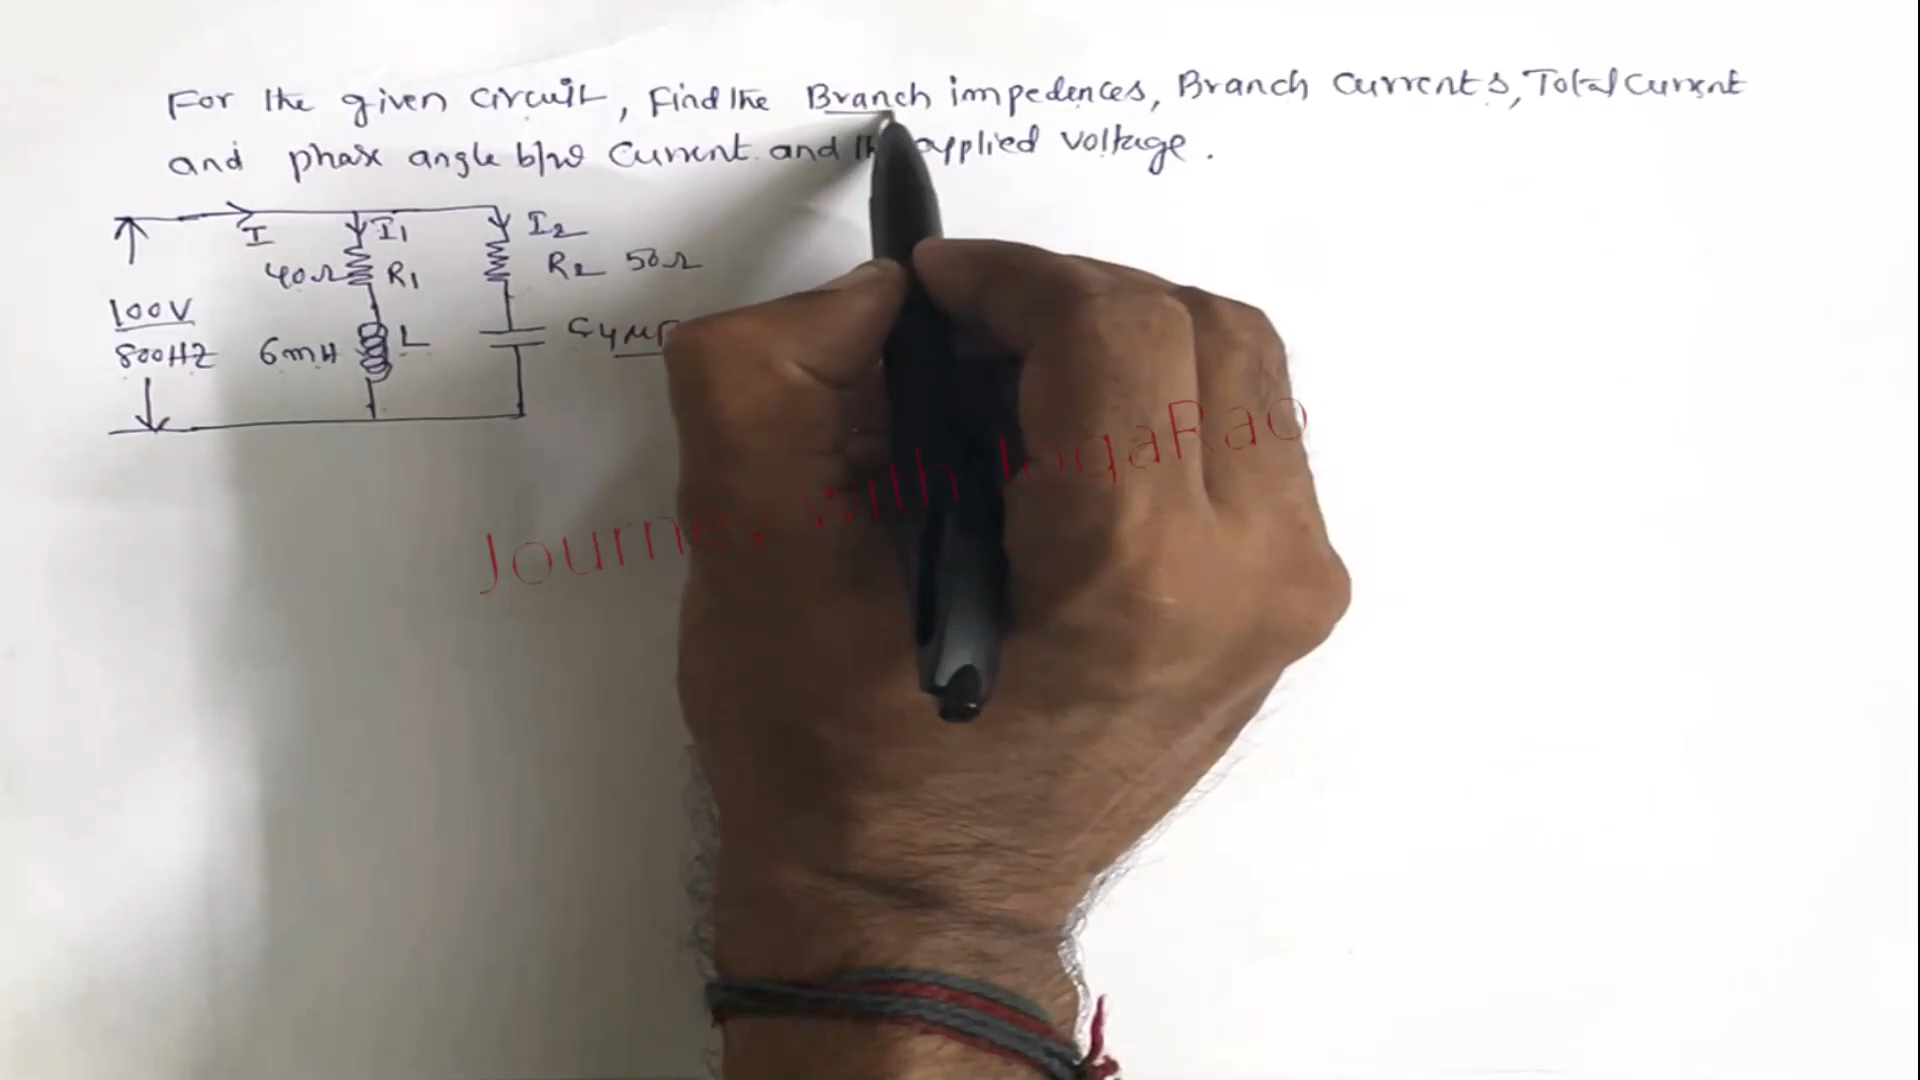 For the given circuit, Find the Branch impedences, Branch Currents, Total Current
and phase angle b/w Current and applied voltage.
I
I1
I2
40Ω
R1
R2 50Ω
100V
800HZ
6mH
L
Journey with JogaRao